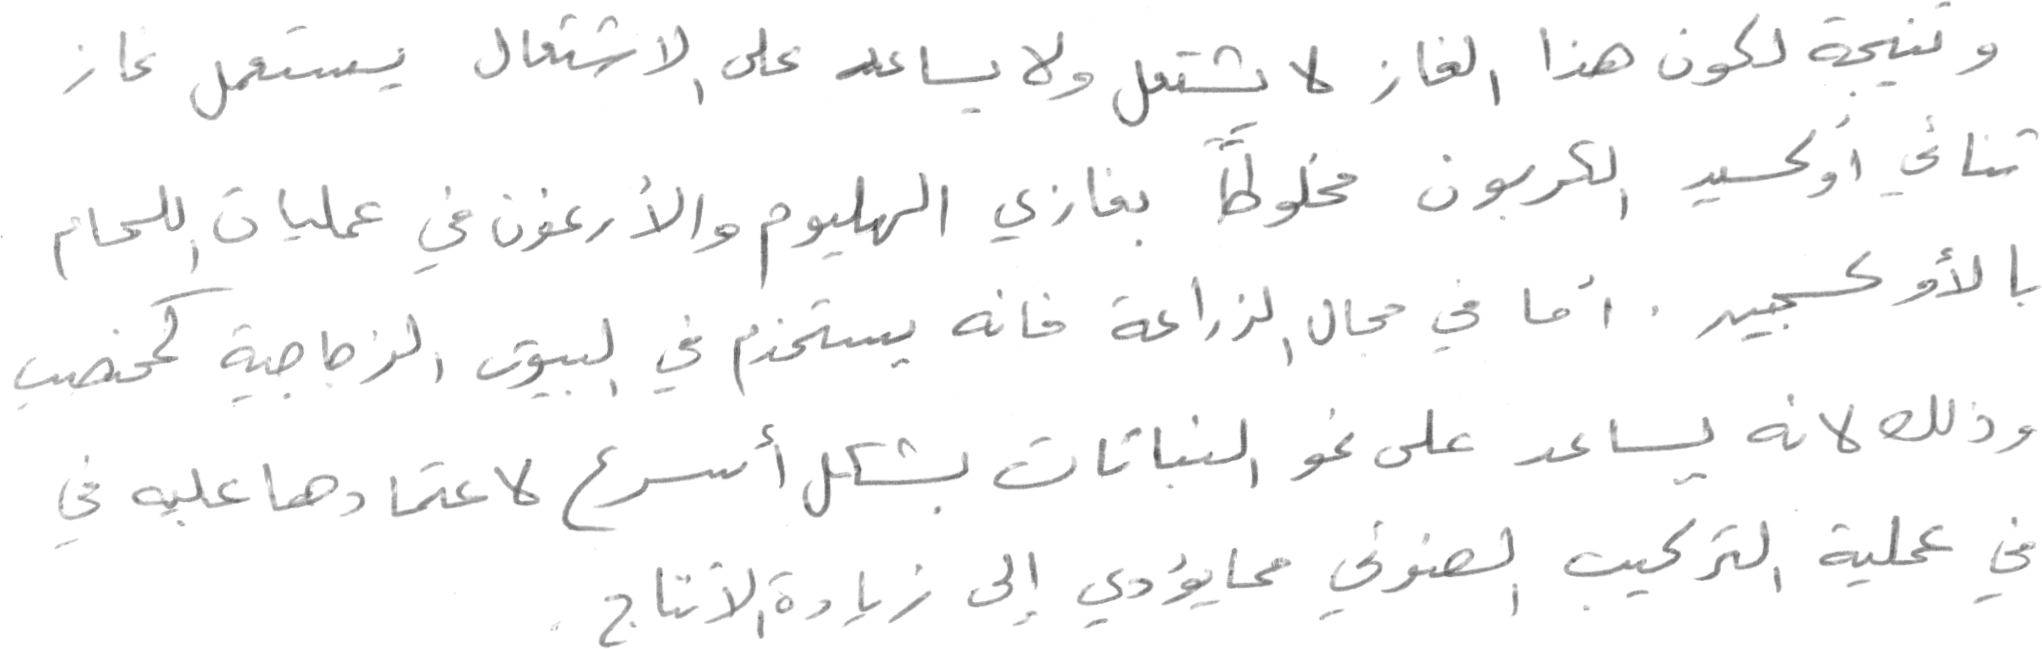 ونتيجة لكون هذا الغاز لا يشتعل ولا يساعد على الاشتعال يستعمل غاز
ثنائي أوكسيد الكربون مخلوطاً بغازي الهليوم والأرغون في عمليات اللحام
بالأوكسجين . أما في مجال الزراعة فانه يستخدم في البيوت الزجاجية كمخصب
وذلك لانه يساعد على نمو النباتات بشكل أسرع لاعتمادها عليه في
في عملية التركيب الضوئي مما يؤدي إلى زيادة الأنتاج .